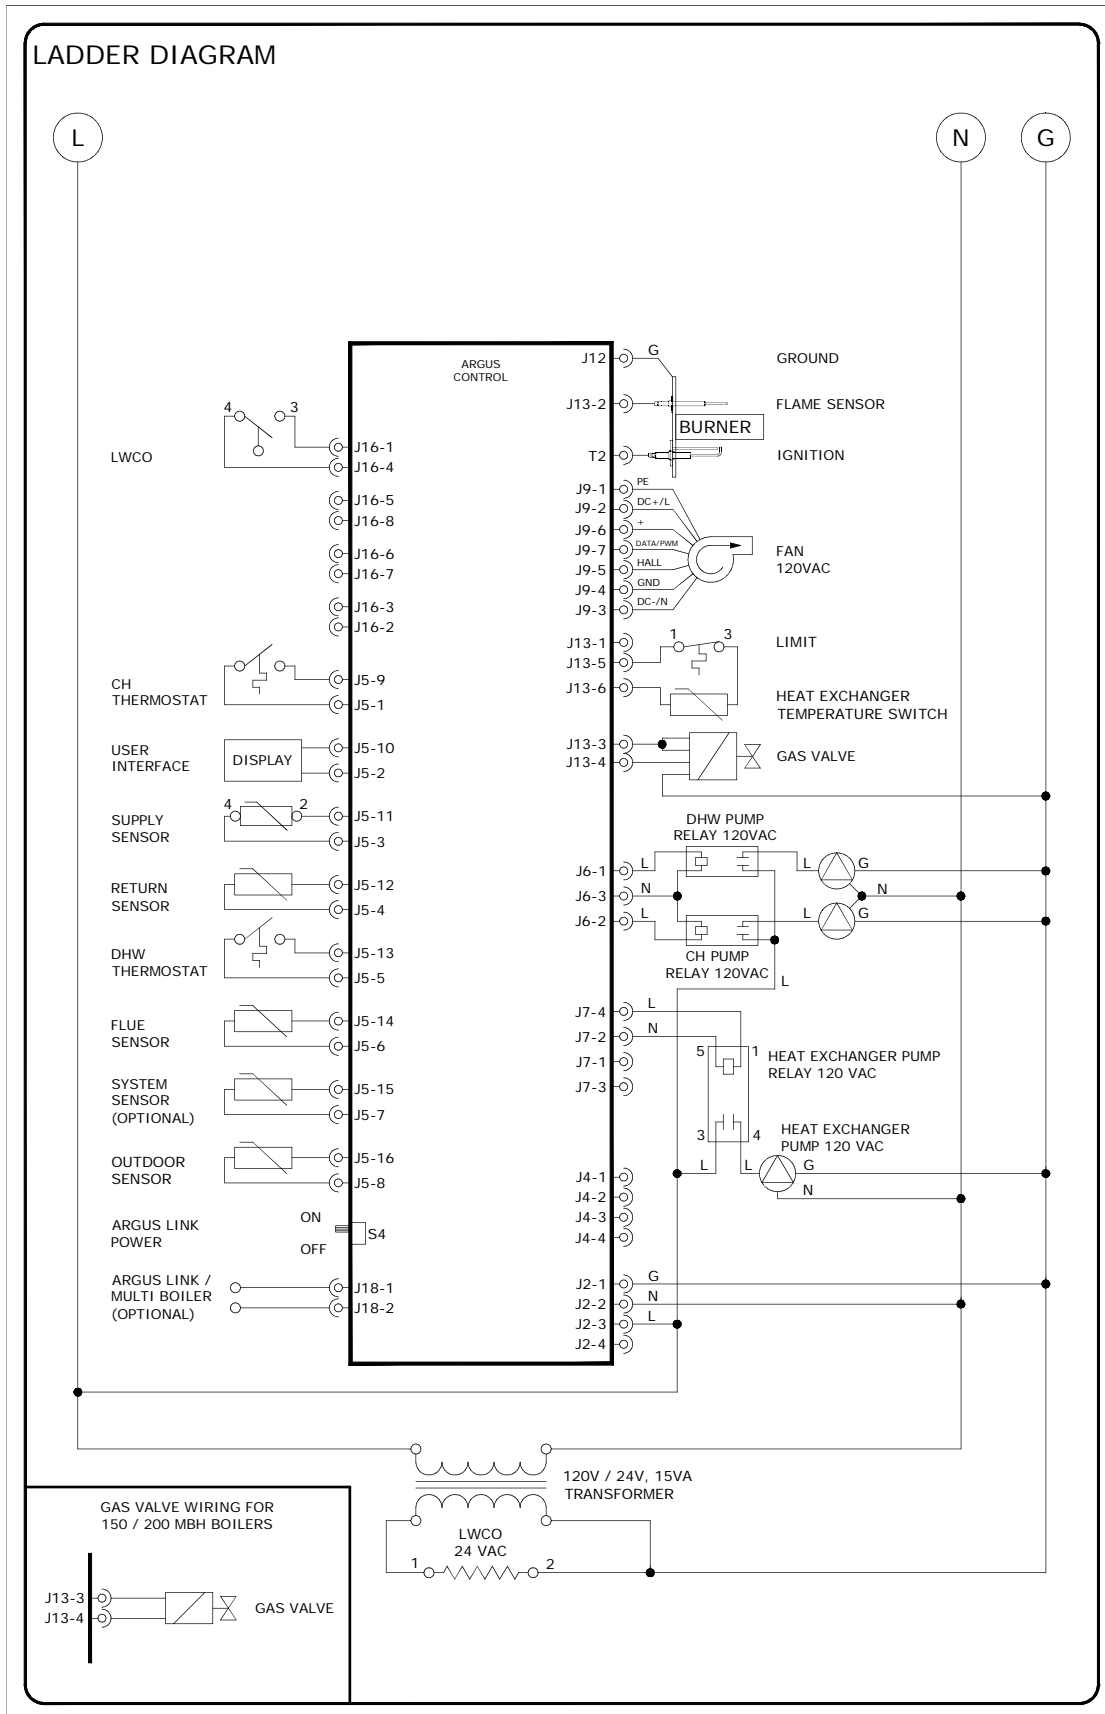 LADDER DIAGRAM
L
N
G
ARGUS
CONTROL
4
3
LWCO
J16-1
J16-4
J16-5
J16-8
J16-6
J16-7
J16-3
J16-2
CH
THERMOSTAT
J5-9
J5-1
USER
INTERFACE
DISPLAY
J5-10
J5-2
SUPPLY
SENSOR
4
2
J5-11
J5-3
RETURN
SENSOR
J5-12
J5-4
DHW
THERMOSTAT
J5-13
J5-5
FLUE
SENSOR
J5-14
J5-6
SYSTEM
SENSOR
(OPTIONAL)
J5-15
J5-7
OUTDOOR
SENSOR
J5-16
J5-8
ARGUS LINK
POWER
ON
OFF
S4
ARGUS LINK /
MULTI BOILER
(OPTIONAL)
J18-1
J18-2
J12
G
GROUND
J13-2
FLAME SENSOR
BURNER
T2
IGNITION
J9-1
PE
J9-2
DC+/L
J9-6
+
J9-7
DATA/PWM
J9-5
HALL
J9-4
GND
J9-3
DC-/N
FAN
120VAC
J13-1
J13-5
J13-6
1
3
LIMIT
HEAT EXCHANGER
TEMPERATURE SWITCH
J13-3
J13-4
GAS VALVE
DHW PUMP
RELAY 120VAC
J6-1
L
L
G
J6-3
N
N
J6-2
L
L
G
CH PUMP
RELAY 120VAC
L
J7-4
L
J7-2
N
J7-1
J7-3
5
1
HEAT EXCHANGER PUMP
RELAY 120 VAC
3
4
HEAT EXCHANGER
PUMP 120 VAC
L
L
G
N
J4-1
J4-2
J4-3
J4-4
J2-1
G
J2-2
N
J2-3
L
J2-4
120V / 24V, 15VA
TRANSFORMER
LWCO
24 VAC
1
2
GAS VALVE WIRING FOR
150 / 200 MBH BOILERS
J13-3
J13-4
GAS VALVE